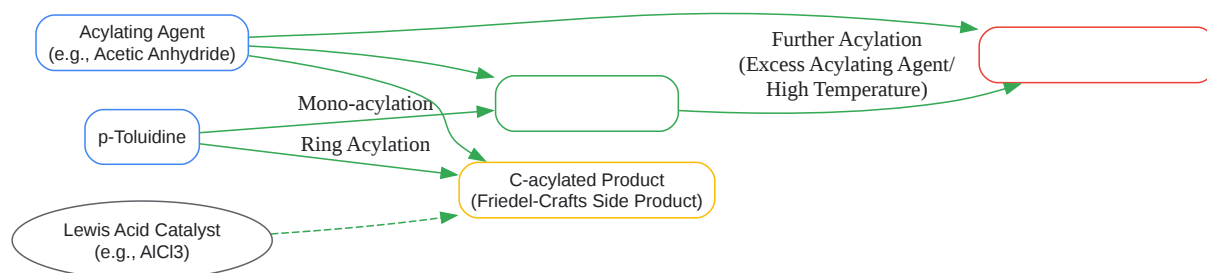 Acylating Agent
(e.g., Acetic Anhydride)
Further Acylation
(Excess Acylating Agent/
High Temperature)
Mono-acylation
p-Toluidine
Ring Acylation
C-acylated Product
(Friedel-Crafts Side Product)
Lewis Acid Catalyst
(e.g., AlCl3)